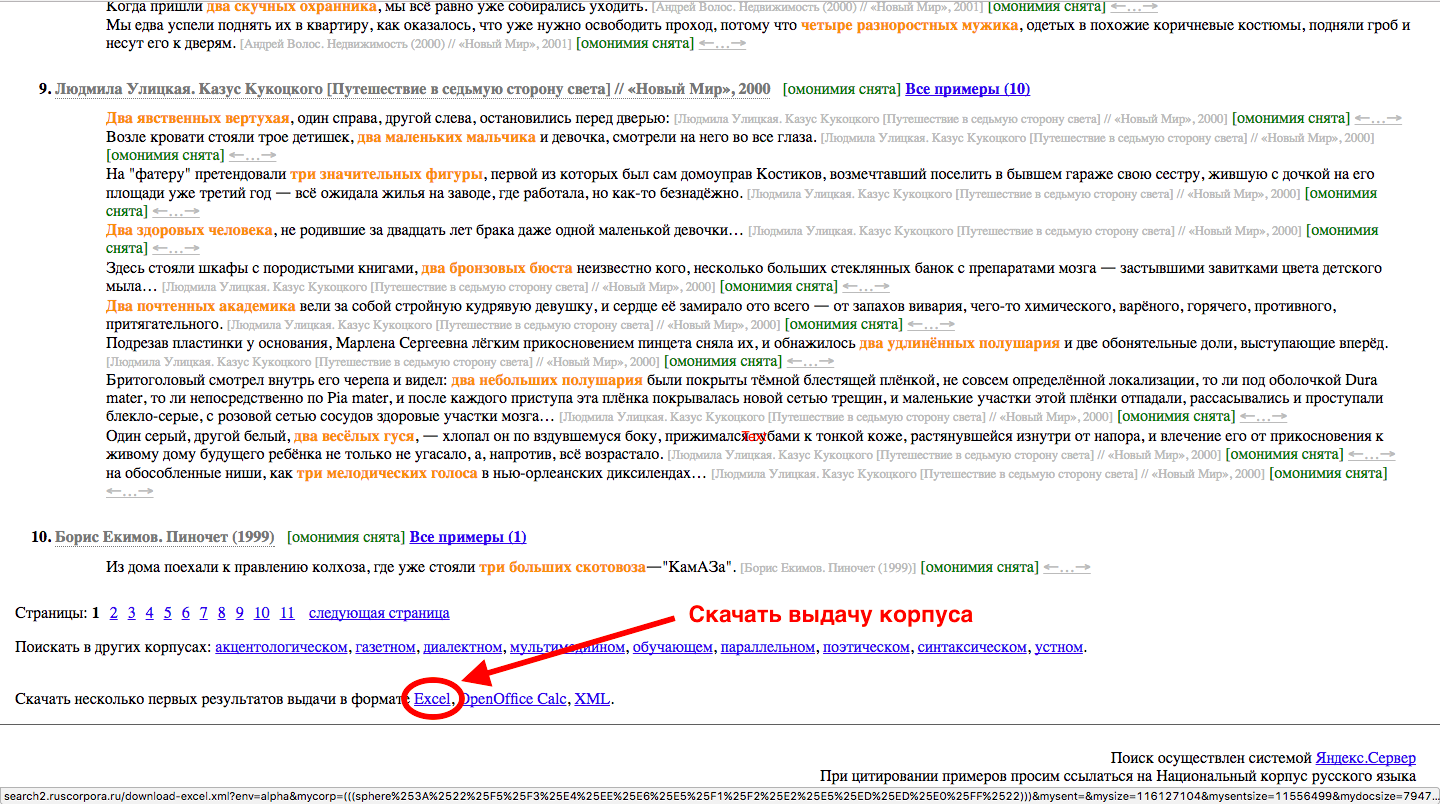 Когда пришли два скучных охранника, мы всё равно уже собирались уходить. [Андрей Волос. Недвижимость (2000) // «Новый Мир», 2001] [омонимия снята] ←…→
Мы едва успели поднять их в квартиру, как оказалось, что уже нужно освободить проход, потому что четыре разноростных мужика, одетых в похожие коричневые костюмы, подняли гроб и
несут его к дверям. [Андрей Волос. Недвижимость (2000) // «Новый Мир», 2001] [омонимия снята] ←…→
9. Людмила Улицкая. Казус Кукоцкого [Путешествие в седьмую сторону света] // «Новый Мир», 2000 [омонимия снята] Все примеры (10)
Два явственных вертухая, один справа, другой слева, остановились перед дверью: [Людмила Улицкая. Казус Кукоцкого [Путешествие в седьмую сторону света] // «Новый Мир», 2000] [омонимия снята] ←…→
Возле кровати стояли трое детишек, два маленьких мальчика и девочка, смотрели на него во все глаза. [Людмила Улицкая. Казус Кукоцкого [Путешествие в седьмую сторону света] // «Новый Мир», 2000]
[омонимия снята] ←…→
На "фатеру" претендовали три значительных фигуры, первой из которых был сам домоуправ Костиков, возмечтавший поселить в бывшем гараже свою сестру, жившую с дочкой на его
площади уже третий год — всё ожидала жилья на заводе, где работала, но как-то безнадёжно. [Людмила Улицкая. Казус Кукоцкого [Путешествие в седьмую сторону света] // «Новый Мир», 2000] [омонимия
снята] ←…→
Два здоровых человека, не родившие за двадцать лет брака даже одной маленькой девочки… [Людмила Улицкая. Казус Кукоцкого [Путешествие в седьмую сторону света] // «Новый Мир», 2000] [омонимия
снята] ←…→
Здесь стояли шкафы с породистыми книгами, два бронзовых бюста неизвестно кого, несколько больших стеклянных банок с препаратами мозга — застывшими завитками цвета детского
мыла… [Людмила Улицкая. Казус Кукоцкого [Путешествие в седьмую сторону света] // «Новый Мир», 2000] [омонимия снята] ←…→
Два почтенных академика вели за собой стройную кудрявую девушку, и сердце её замирало ото всего — от запахов вивария, чего-то химического, варёного, горячего, противного,
притягательного. [Людмила Улицкая. Казус Кукоцкого [Путешествие в седьмую сторону света] // «Новый Мир», 2000] [омонимия снята] ←…→
Подрезав пластинки у основания, Марлена Сергеевна лёгким прикосновением пинцета сняла их, и обнажилось два удлинённых полушария и две обонятельные доли, выступающие вперёд.
[Людмила Улицкая. Казус Кукоцкого [Путешествие в седьмую сторону света] // «Новый Мир», 2000] [омонимия снята] ←…→
Бритоголовый смотрел внутрь его черепа и видел: два небольших полушария были покрыты тёмной блестящей плёнкой, не совсем определённой локализации, то ли под оболочкой Dura
mater, то ли непосредственно по Pia mater, и после каждого приступа эта плёнка покрывалась новой сетью трещин, и маленькие участки этой плёнки отпадали, рассасывались и проступали
блекло-серые, с розовой сетью сосудов здоровые участки мозга… [Людмила Улицкая. Казус Кукоцкого [Путешествие в седьмую сторону света] // «Новый Мир», 2000] [омонимия снята] ←…→
Один серый, другой белый, два весёлых гуся, — хлопал он по вздувшемуся боку, прижимался губами к тонкой коже, растянувшейся изнутри от напора, и влечение его от прикосновения к
Text
живому дому будущего ребёнка не только не угасало, а, напротив, всё возрастало. [Людмила Улицкая. Казус Кукоцкого [Путешествие в седьмую сторону света] // «Новый Мир», 2000] [омонимия снята] ←…→
на обособленные ниши, как три мелодических голоса в нью-орлеанских диксилендах… [Людмила Улицкая. Казус Кукоцкого [Путешествие в седьмую сторону света] // «Новый Мир», 2000] [омонимия снята]
←…→
10. Борис Екимов. Пиночет (1999) [омонимия снята] Все примеры (1)
Из дома поехали к правлению колхоза, где уже стояли три больших скотовоза—"КамАЗа". [Борис Екимов. Пиночет (1999)] [омонимия снята] ←…→
Страницы: 1 2 3 4 5 6 7 8 9 10 11 следующая страница
Скачать выдачу корпуса
Поискать в других корпусах: акцентологическом, газетном, диалектном, мультимедийном, обучающем, параллельном, поэтическом, синтаксическом, устном.
Скачать несколько первых результатов выдачи в формате Excel, OpenOffice Calc, XML.
Поиск осуществлен системой Яндекс.Сервер
При цитировании примеров просим ссылаться на Национальный корпус русского языка
search2.ruscorpora.ru/download-excel.xml?env=alpha&mycorp=(((sphere%253A%2522%25F5%25F3%25E4%25EE%25E6%25E5%25F1%25F2%25E2%25E5%25ED%25ED%25E0%25FF%2522)))&mysent=&mysize=116127104&mysentsize=11556499&mydocsize=7947...